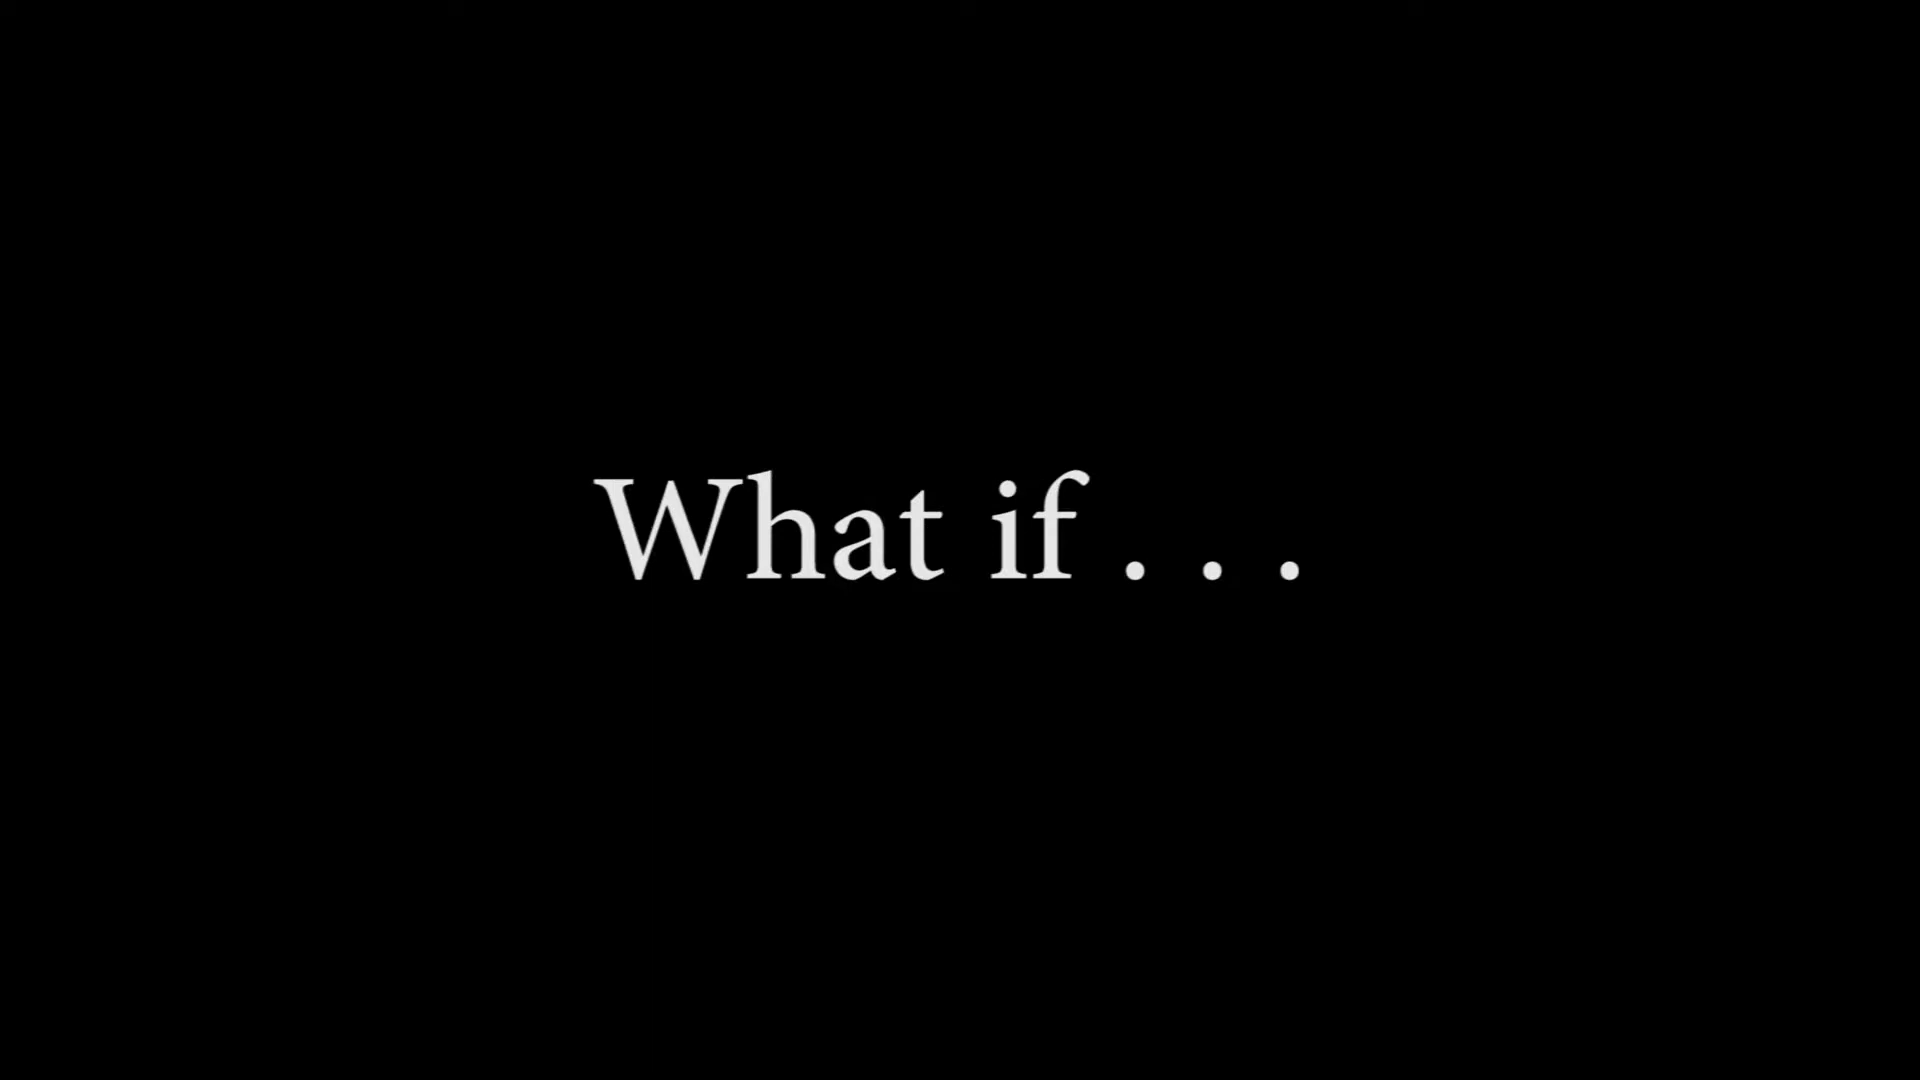 What if . . .